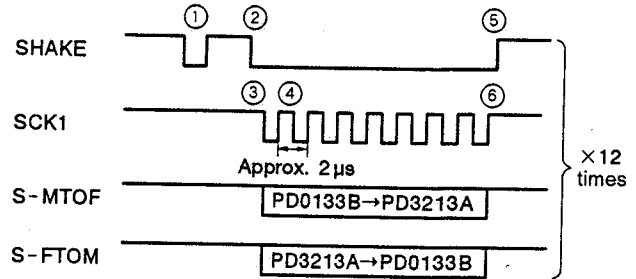 ① ② ⑤
SHAKE
③ ④ ⑥
SCK1
Approx. 2μs
×12
times
S-MTOF PD0133B→PD3213A
S-FTOM PD3213A→PD0133B